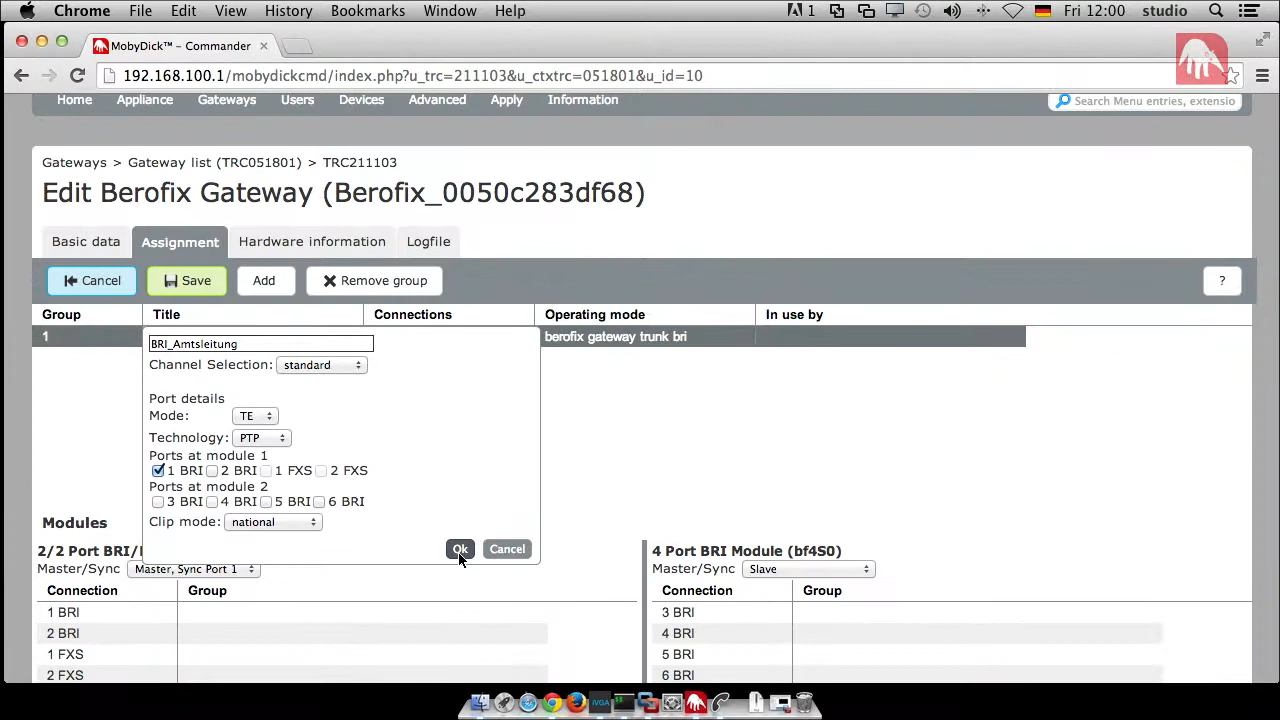 Chrome File Edit View History Bookmarks Window Help 1 Fri 12:00 studio
MobyDick™ – Commander
192.168.100.1/mobydickcmd/index.php?u_trc=211103&u_ctxtrc=051801&u_id=10
Home Appliance Gateways Users Devices Advanced Apply Information Search Menu entries, extensio
Gateways > Gateway list (TRC051801) > TRC211103
Edit Berofix Gateway (Berofix_0050c283df68)
Basic data Assignment Hardware information Logfile
Cancel Save Add Remove group ?
Group Title Connections Operating mode In use by
1 berofix gateway trunk bri
BRI_Amtsleitung
Channel Selection: standard
Port details
Mode: TE
Technology: PTP
Ports at module 1
1 BRI 2 BRI 1 FXS 2 FXS
Ports at module 2
3 BRI 4 BRI 5 BRI 6 BRI
Clip mode: national
Ok Cancel
Modules
2/2 Port BRI/ 4 Port BRI Module (bf4S0)
Master/Sync Master, Sync Port 1 Master/Sync Slave
Connection Group Connection Group
1 BRI 3 BRI
2 BRI 4 BRI
1 FXS 5 BRI
2 FXS 6 BRI
IVGA